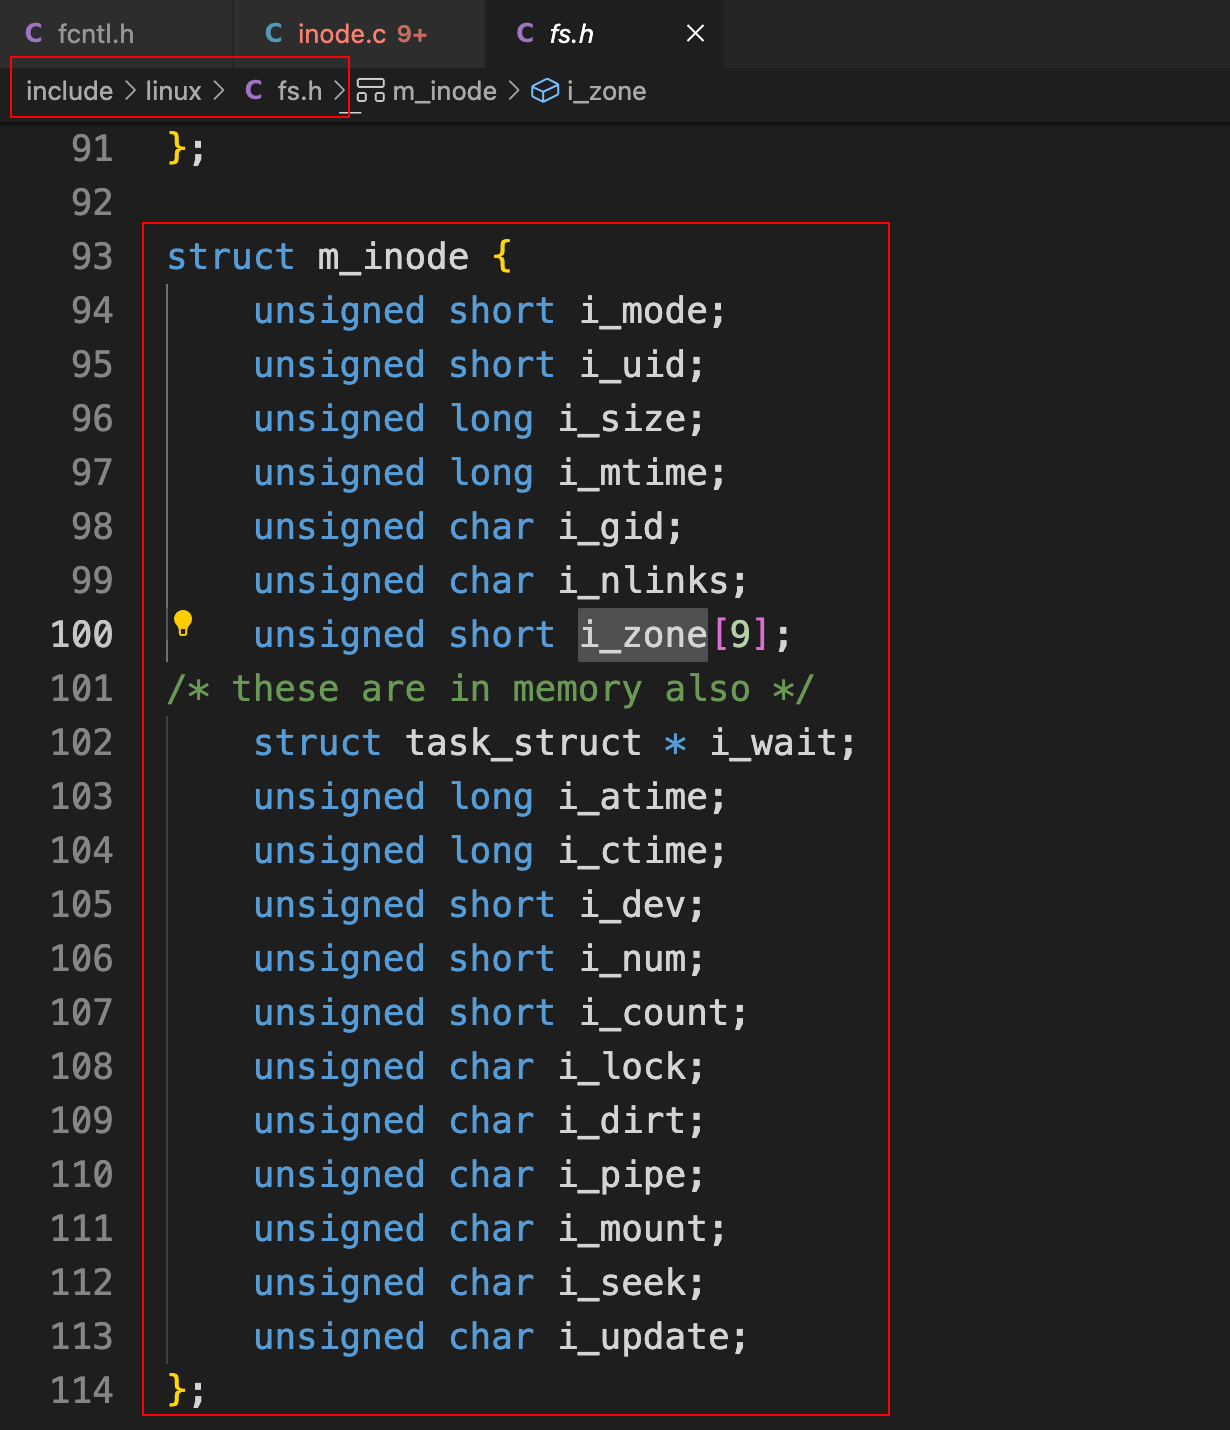 C fcntl.h C inode.c 9+ C fs.h
include > linux > C fs.h > m_inode > i_zone
91 };
92
93 struct m_inode {
94 unsigned short i_mode;
95 unsigned short i_uid;
96 unsigned long i_size;
97 unsigned long i_mtime;
98 unsigned char i_gid;
99 unsigned char i_nlinks;
100 unsigned short i_zone[9];
101 /* these are in memory also */
102 struct task_struct * i_wait;
103 unsigned long i_atime;
104 unsigned long i_ctime;
105 unsigned short i_dev;
106 unsigned short i_num;
107 unsigned short i_count;
108 unsigned char i_lock;
109 unsigned char i_dirt;
110 unsigned char i_pipe;
111 unsigned char i_mount;
112 unsigned char i_seek;
113 unsigned char i_update;
114 };